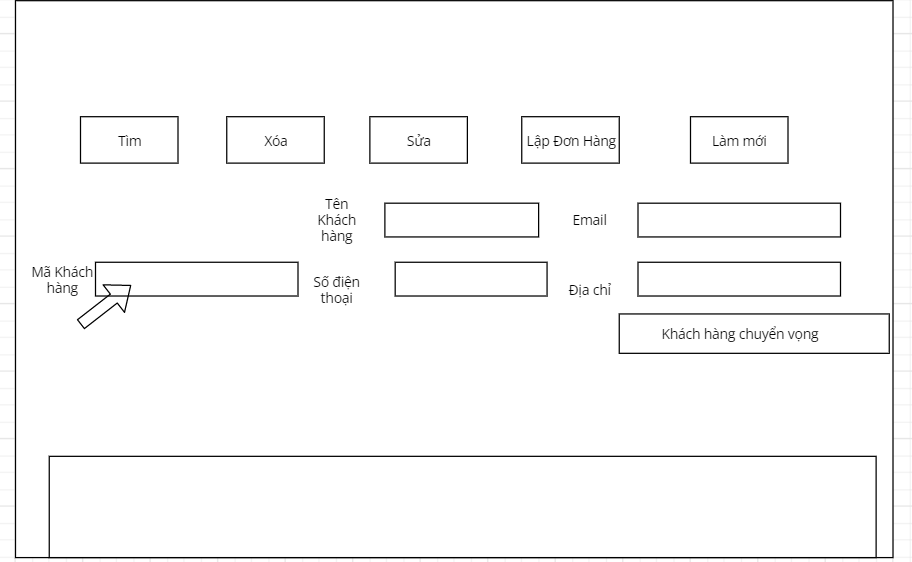 Tìm
Xóa
Sửa
Lập Đơn Hàng
Làm mới
Tên
Khách
hàng
Email
Mã Khách
hàng
Số điện
thoại
Địa chỉ
Khách hàng chuyển vọng